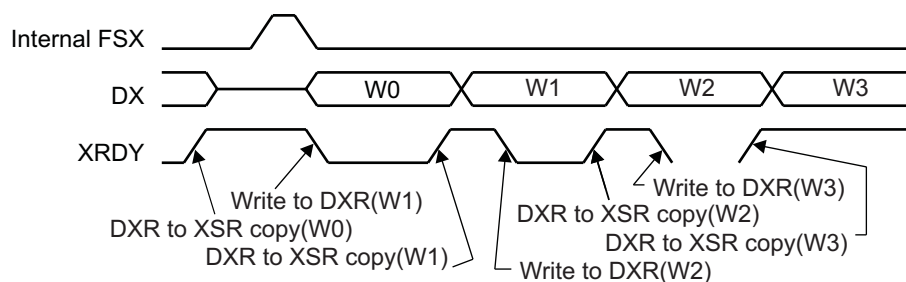 Internal FSX
DX
W0
W1
W2
W3
XRDY
Write to DXR(W1)
Write to DXR(W3)
DXR to XSR copy(W0)
DXR to XSR copy(W2)
DXR to XSR copy(W1)
DXR to XSR copy(W3)
Write to DXR(W2)